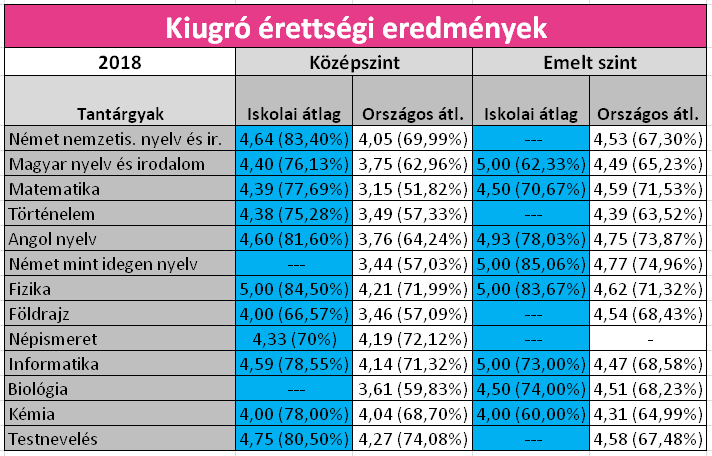 Kiugró érettségi eredmények
2018 Középszint Emelt szint
Tantárgyak Iskolai átlag Országos átl. Iskolai átlag Országos átl.
Német nemzetis. nyelv és ir. 4,64 (83,40%) 4,05 (69,99%) --- 4,53 (67,30%)
Magyar nyelv és irodalom 4,40 (76,13%) 3,75 (62,96%) 5,00 (62,33%) 4,49 (65,23%)
Matematika 4,39 (77,69%) 3,15 (51,82%) 4,50 (70,67%) 4,59 (71,53%)
Történelem 4,38 (75,28%) 3,49 (57,33%) --- 4,39 (63,52%)
Angol nyelv 4,60 (81,60%) 3,76 (64,24%) 4,93 (78,03%) 4,75 (73,87%)
Német mint idegen nyelv --- 3,44 (57,03%) 5,00 (85,06%) 4,77 (74,96%)
Fizika 5,00 (84,50%) 4,21 (71,99%) 5,00 (83,67%) 4,62 (71,32%)
Földrajz 4,00 (66,57%) 3,46 (57,09%) --- 4,54 (68,43%)
Népismeret 4,33 (70%) 4,19 (72,12%) --- -
Informatika 4,59 (78,55%) 4,14 (71,32%) 5,00 (73,00%) 4,47 (68,58%)
Biológia --- 3,61 (59,83%) 4,50 (74,00%) 4,51 (68,23%)
Kémia 4,00 (78,00%) 4,04 (68,70%) 4,00 (60,00%) 4,31 (64,99%)
Testnevelés 4,75 (80,50%) 4,27 (74,08%) --- 4,58 (67,48%)